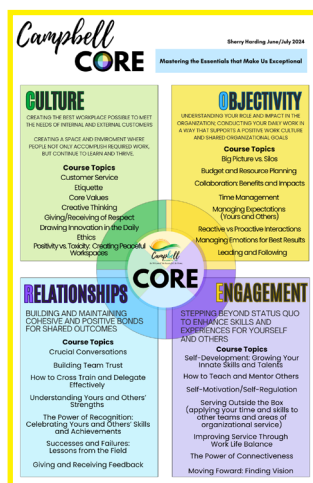 Campbell
CORE
Sherry Harding June/July 2024
Mastering the Essentials that Make Us Exceptional
CULTURE
CREATING THE BEST WORKPLACE POSSIBLE TO MEET
THE NEEDS OF INTERNAL AND EXTERNAL CUSTOMERS
CREATING A SPACE AND ENVIROMENT WHERE
PEOPLE NOT ONLY ACCOMPLISH REQUIRED WORK,
BUT CONTINUE TO LEARN AND THRIVE.
Course Topics
Customer Service
Etiquette
Core Values
Creative Thinking
Giving/Receiving of Respect
Drawing Innovation in the Daily
Ethics
Positivity vs. Toxicity: Creating Peaceful
Workspaces
OBJECTIVITY
UNDERSTANDING YOUR ROLE AND IMPACT IN THE
ORGANIZATION; CONDUCTING YOUR DAILY WORK IN
A WAY THAT SUPPORTS A POSITIVE WORK CULTURE
AND SHARED ORGANIZATIONAL GOALS
Course Topics
Big Picture vs. Silos
Budget and Resource Planning
Collaboration: Benefits and Impacts
Time Management
Managing Expectations
(Yours and Others)
Reactive vs Proactive Interactions
Managing Emotions for Best Results
Leading and Following
Campbell
CORE
RELATIONSHIPS
BUILDING AND MAINTAINING
COHESIVE AND POSITIVE BONDS
FOR SHARED OUTCOMES
Course Topics
Crucial Conversations
Building Team Trust
How to Cross Train and Delegate
Effectively
Understanding Yours and Others'
Strengths
The Power of Recognition:
Celebrating Yours and Others' Skills
and Achievements
Successes and Failures:
Lessons from the Field
Giving and Receiving Feedback
ENGAGEMENT
STEPPING BEYOND STATUS QUO
TO ENHANCE SKILLS AND
EXPERIENCES FOR YOURSELF
AND OTHERS
Course Topics
Self-Development: Growing Your
Innate Skills and Talents
How to Teach and Mentor Others
Self-Motivation/Self-Regulation
Serving Outside the Box
(applying your time and skills to
other teams and areas of
organizational service)
Improving Service Through
Work Life Balance
The Power of Connectiveness
Moving Foward: Finding Vision